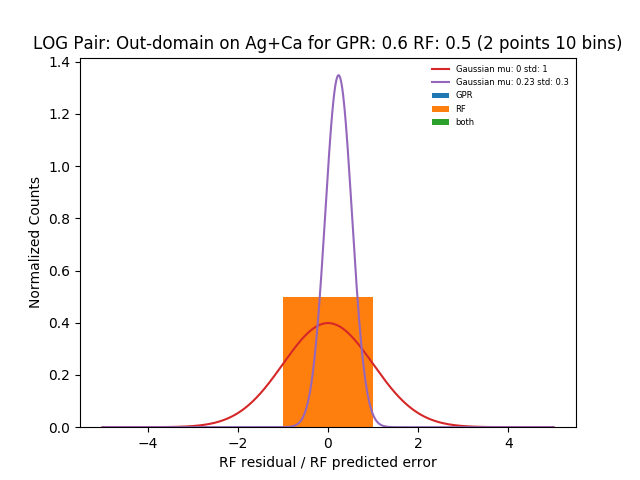 LOG Pair: Out-domain on Ag+Ca for GPR: 0.6 RF: 0.5 (2 points 10 bins)
Gaussian mu: 0 std: 1
Gaussian mu: 0.23 std: 0.3
GPR
RF
both
Normalized Counts
1.4
1.2
1.0
0.8
0.6
0.4
0.2
0.0
−4 −2 0 2 4
RF residual / RF predicted error